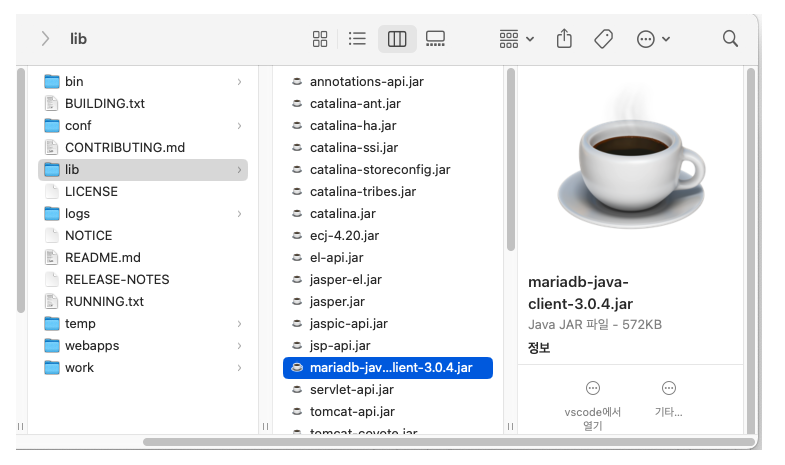 lib
bin
BUILDING.txt
conf
CONTRIBUTING.md
lib
LICENSE
logs
NOTICE
README.md
RELEASE-NOTES
RUNNING.txt
temp
webapps
work
annotations-api.jar
catalina-ant.jar
catalina-ha.jar
catalina-ssi.jar
catalina-storeconfig.jar
catalina-tribes.jar
catalina.jar
ecj-4.20.jar
el-api.jar
jasper-el.jar
jasper.jar
jaspic-api.jar
jsp-api.jar
mariadb-jav...lient-3.0.4.jar
servlet-api.jar
tomcat-api.jar
tomcat-coyote.jar
mariadb-java-
client-3.0.4.jar
Java JAR 파일 - 572KB
정보
vscode에서
열기
기타...